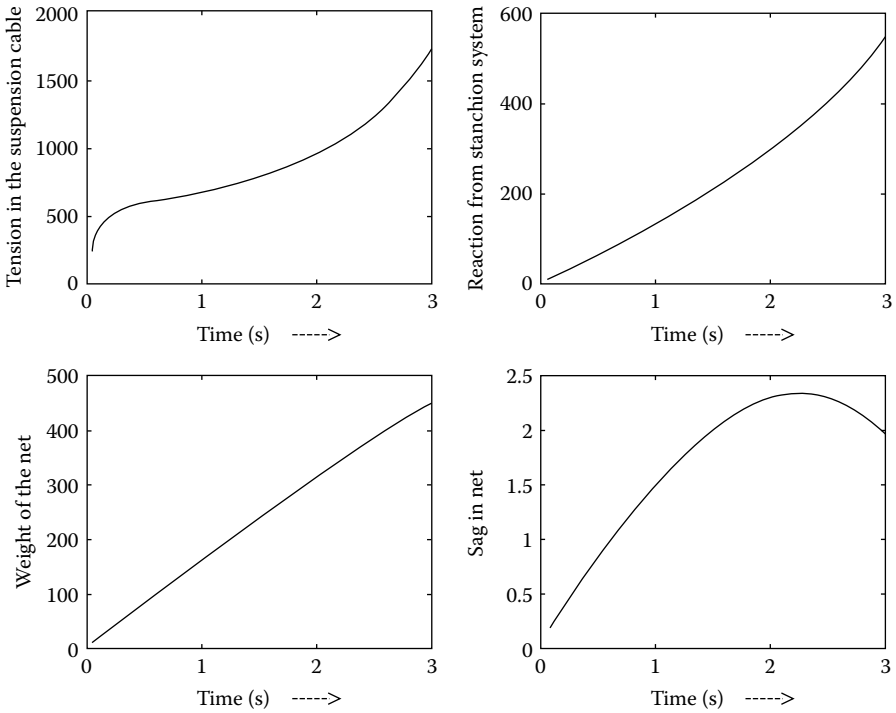 Tension in the suspension cable
2000
1500
1000
500
0
0 1 2 3
Time (s)
Reaction from stanchion system
600
400
200
0
0 1 2 3
Time (s)
Weight of the net
500
400
300
200
100
0
0 1 2 3
Time (s)
Sag in net
2.5
2
1.5
1
0.5
0
0 1 2 3
Time (s)